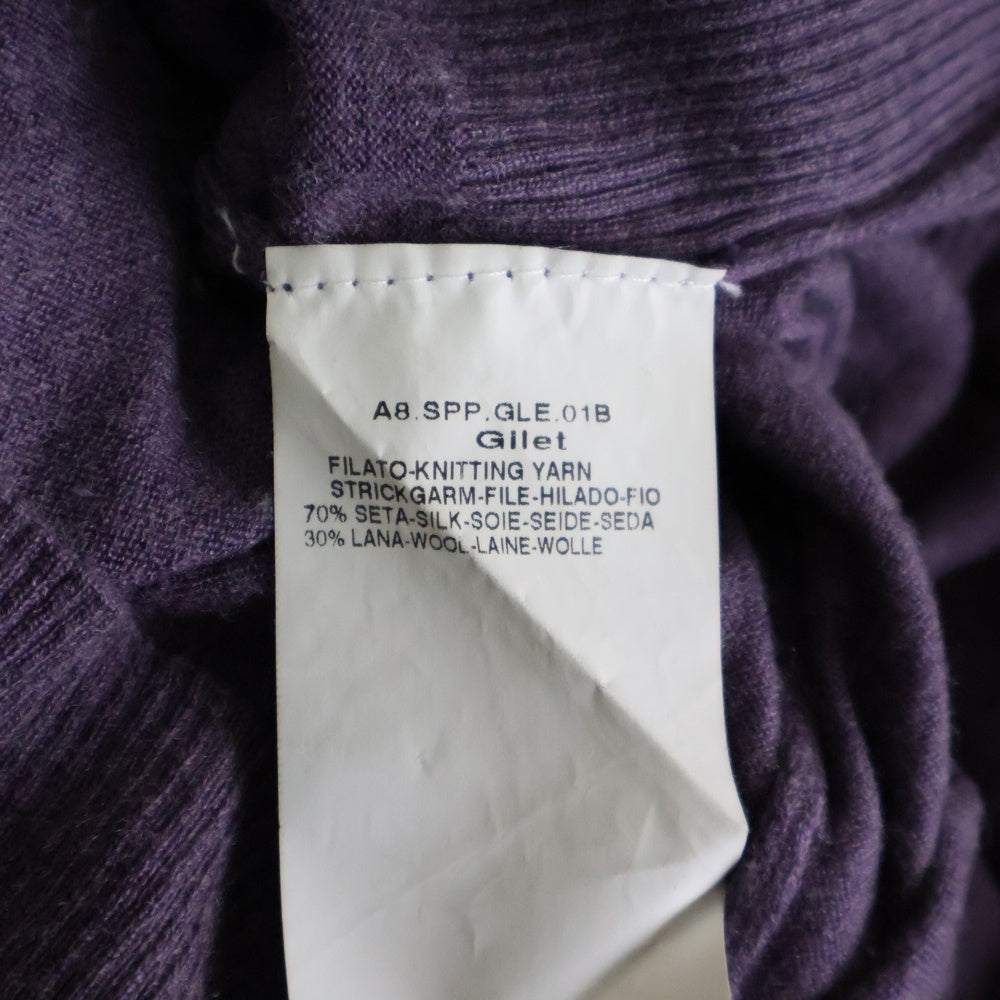 A8.SPP.GLE.01B
Gilet
FILATO-KNITTING YARN
STRICKGARM-FILE-HILADO-FIO
70% SETA-SILK-SOIE-SEIDE-SEDA
30% LANA-WOOL-LAINE-WOLLE